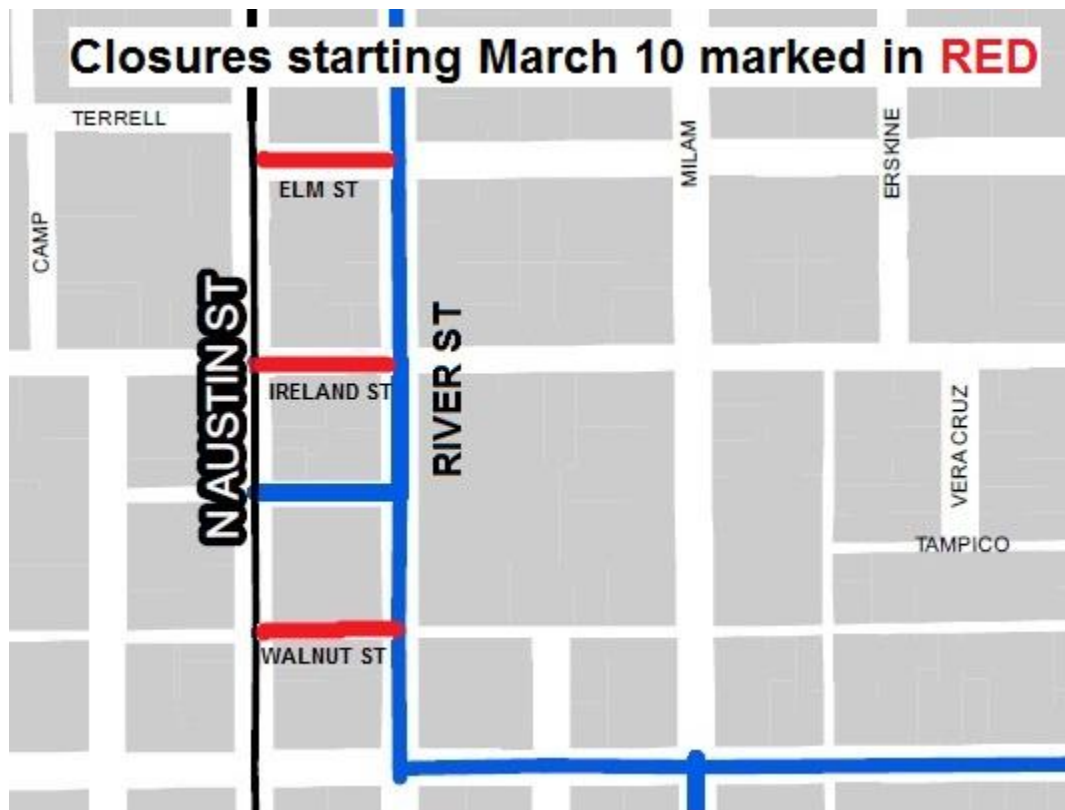 Closures starting March 10 marked in RED
TERRELL
ELM ST
MILAM
ERSKINE
CAMP
N AUSTIN ST
RIVER ST
IRELAND ST
VERA CRUZ
TAMPICO
WALNUT ST